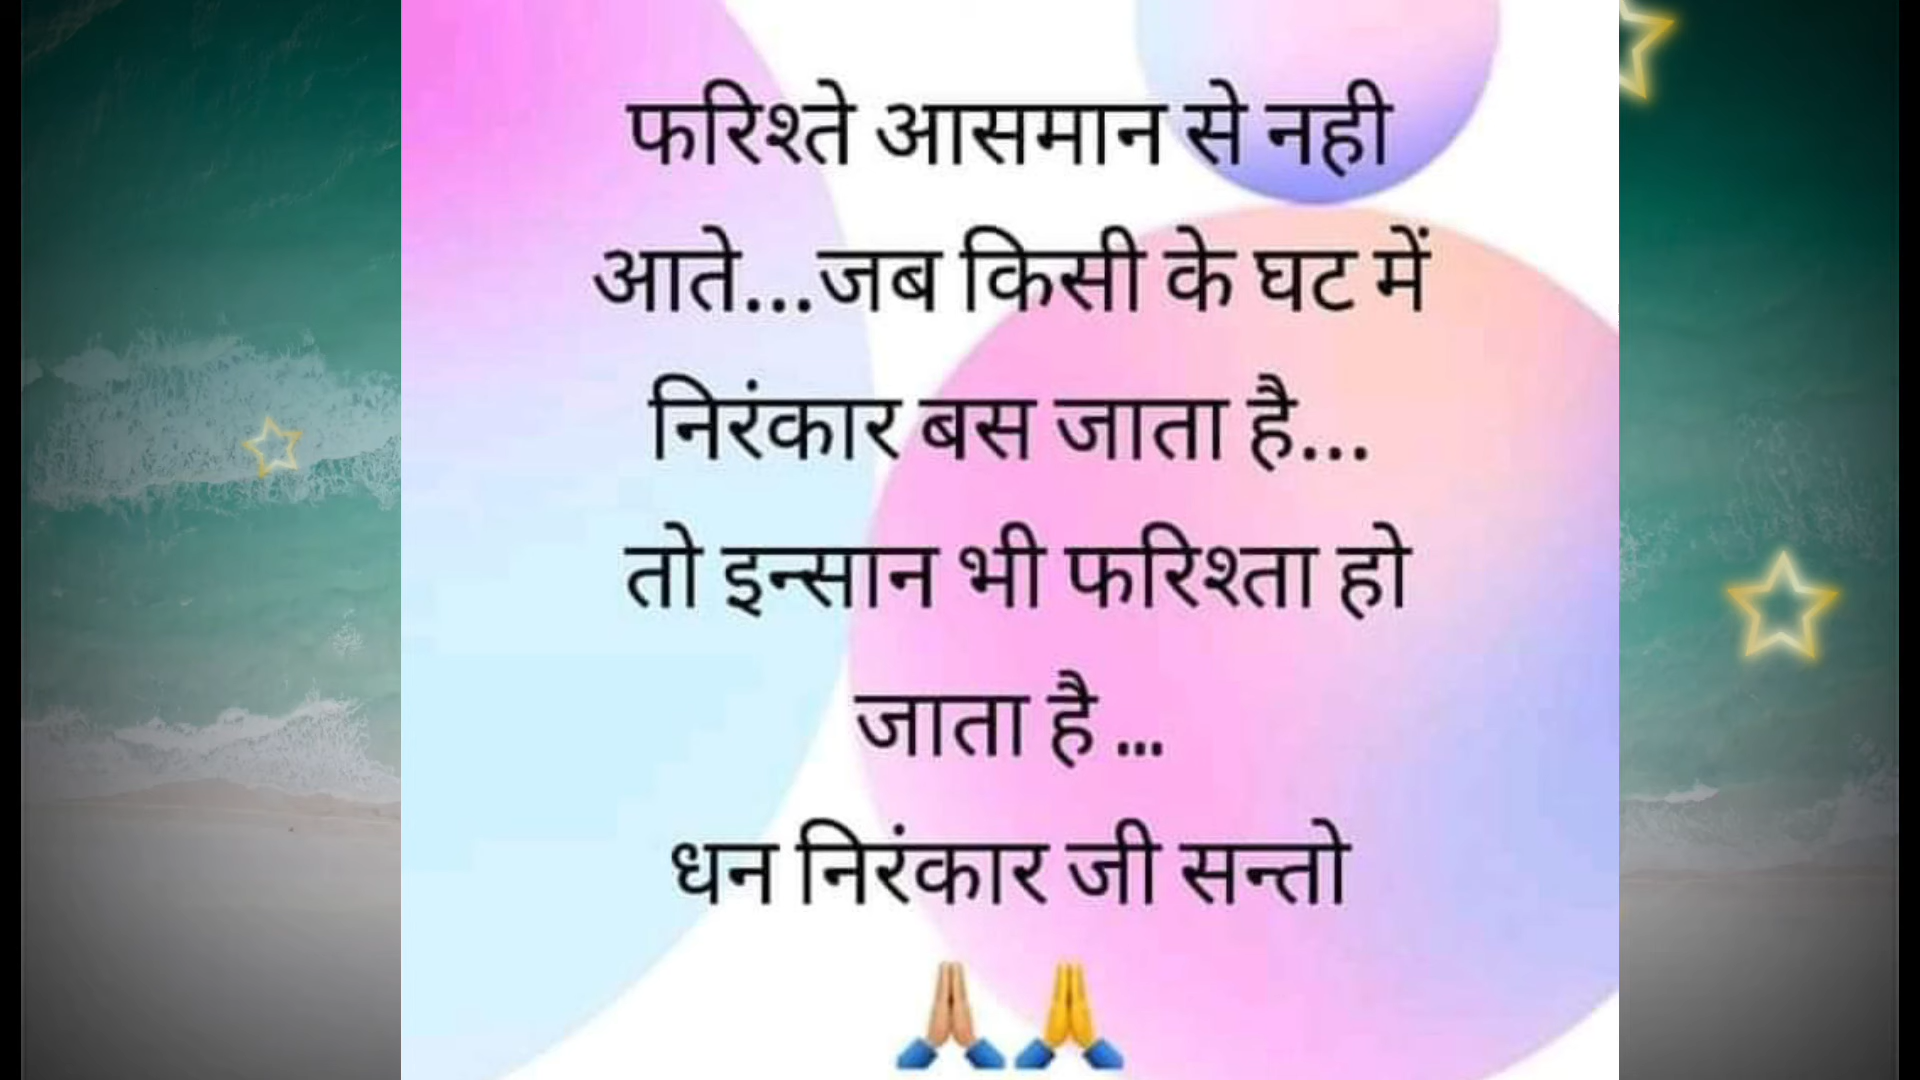 फरिश्ते आसमान से नही
आते...जब किसी के घट में
निरंकार बस जाता है...
तो इन्सान भी फरिश्ता हो
जाता है ...
धन निरंकार जी सन्तो
🙏🏼🙏